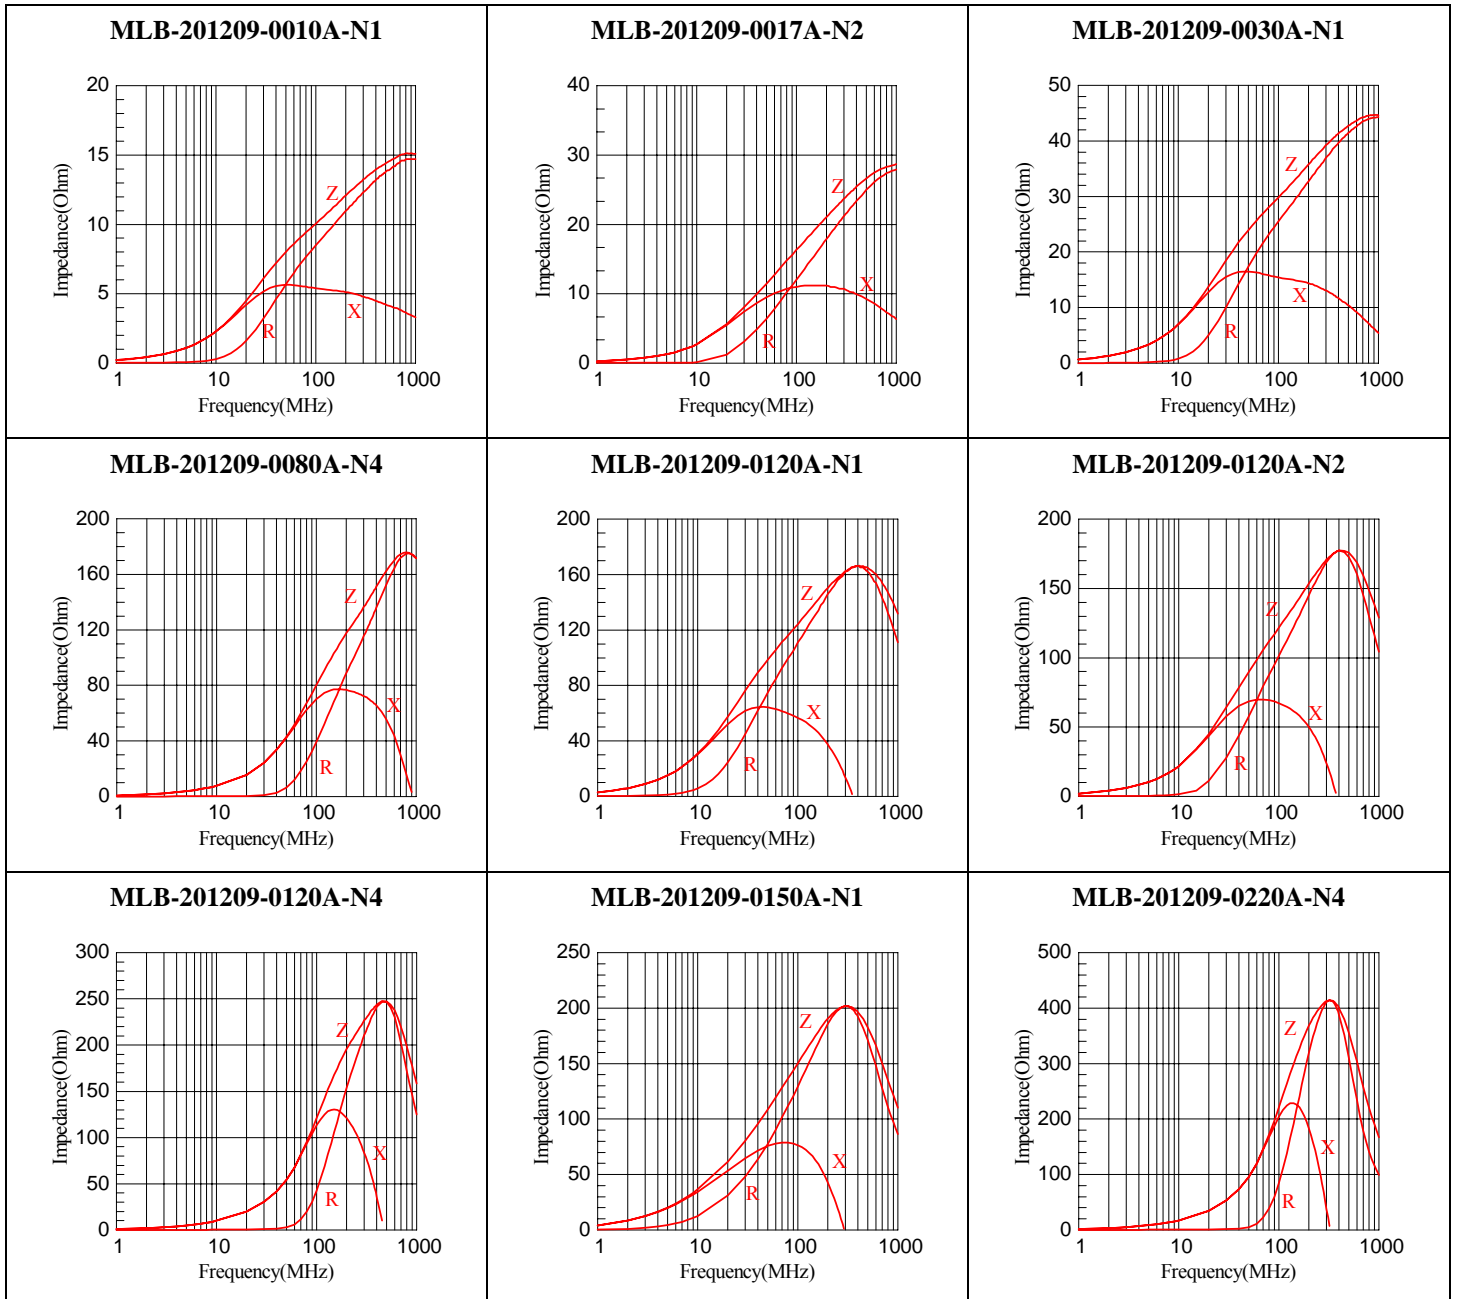 MLB-201209-0010A-N1
20
15
10
5
0
Impedance(Ohm)
Z
R
X
1 10 100 1000
Frequency(MHz)
MLB-201209-0017A-N2
40
30
20
10
0
Impedance(Ohm)
Z
X
R
1 10 100 1000
Frequency(MHz)
MLB-201209-0030A-N1
50
40
30
20
10
0
Impedance(Ohm)
Z
X
R
1 10 100 1000
Frequency(MHz)
MLB-201209-0080A-N4
200
160
120
80
40
0
Impedance(Ohm)
Z
X
R
1 10 100 1000
Frequency(MHz)
MLB-201209-0120A-N1
200
160
120
80
40
0
Impedance(Ohm)
Z
X
R
1 10 100 1000
Frequency(MHz)
MLB-201209-0120A-N2
200
150
100
50
0
Impedance(Ohm)
Z
X
R
1 10 100 1000
Frequency(MHz)
MLB-201209-0120A-N4
300
250
200
150
100
50
0
Impedance(Ohm)
Z
X
R
1 10 100 1000
Frequency(MHz)
MLB-201209-0150A-N1
250
200
150
100
50
0
Impedance(Ohm)
Z
X
R
1 10 100 1000
Frequency(MHz)
MLB-201209-0220A-N4
500
400
300
200
100
0
Impedance(Ohm)
Z
X
R
1 10 100 1000
Frequency(MHz)